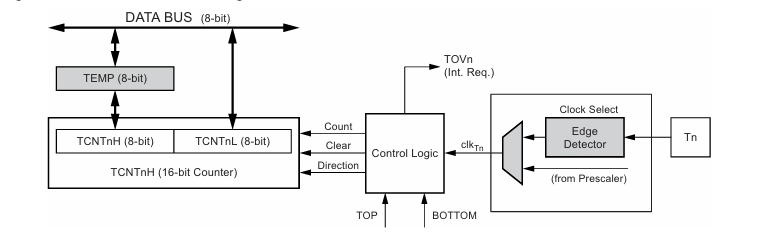 DATA BUS (8-bit)
TOVn
(Int. Req.)
TEMP (8-bit)
Clock Select
Count
TCNTnH (8-bit) TCNTnL (8-bit)
Edge
Detector
Tn
Clear
Control Logic
clkTn
Direction
TCNTnH (16-bit Counter)
(from Prescaler)
TOP
BOTTOM